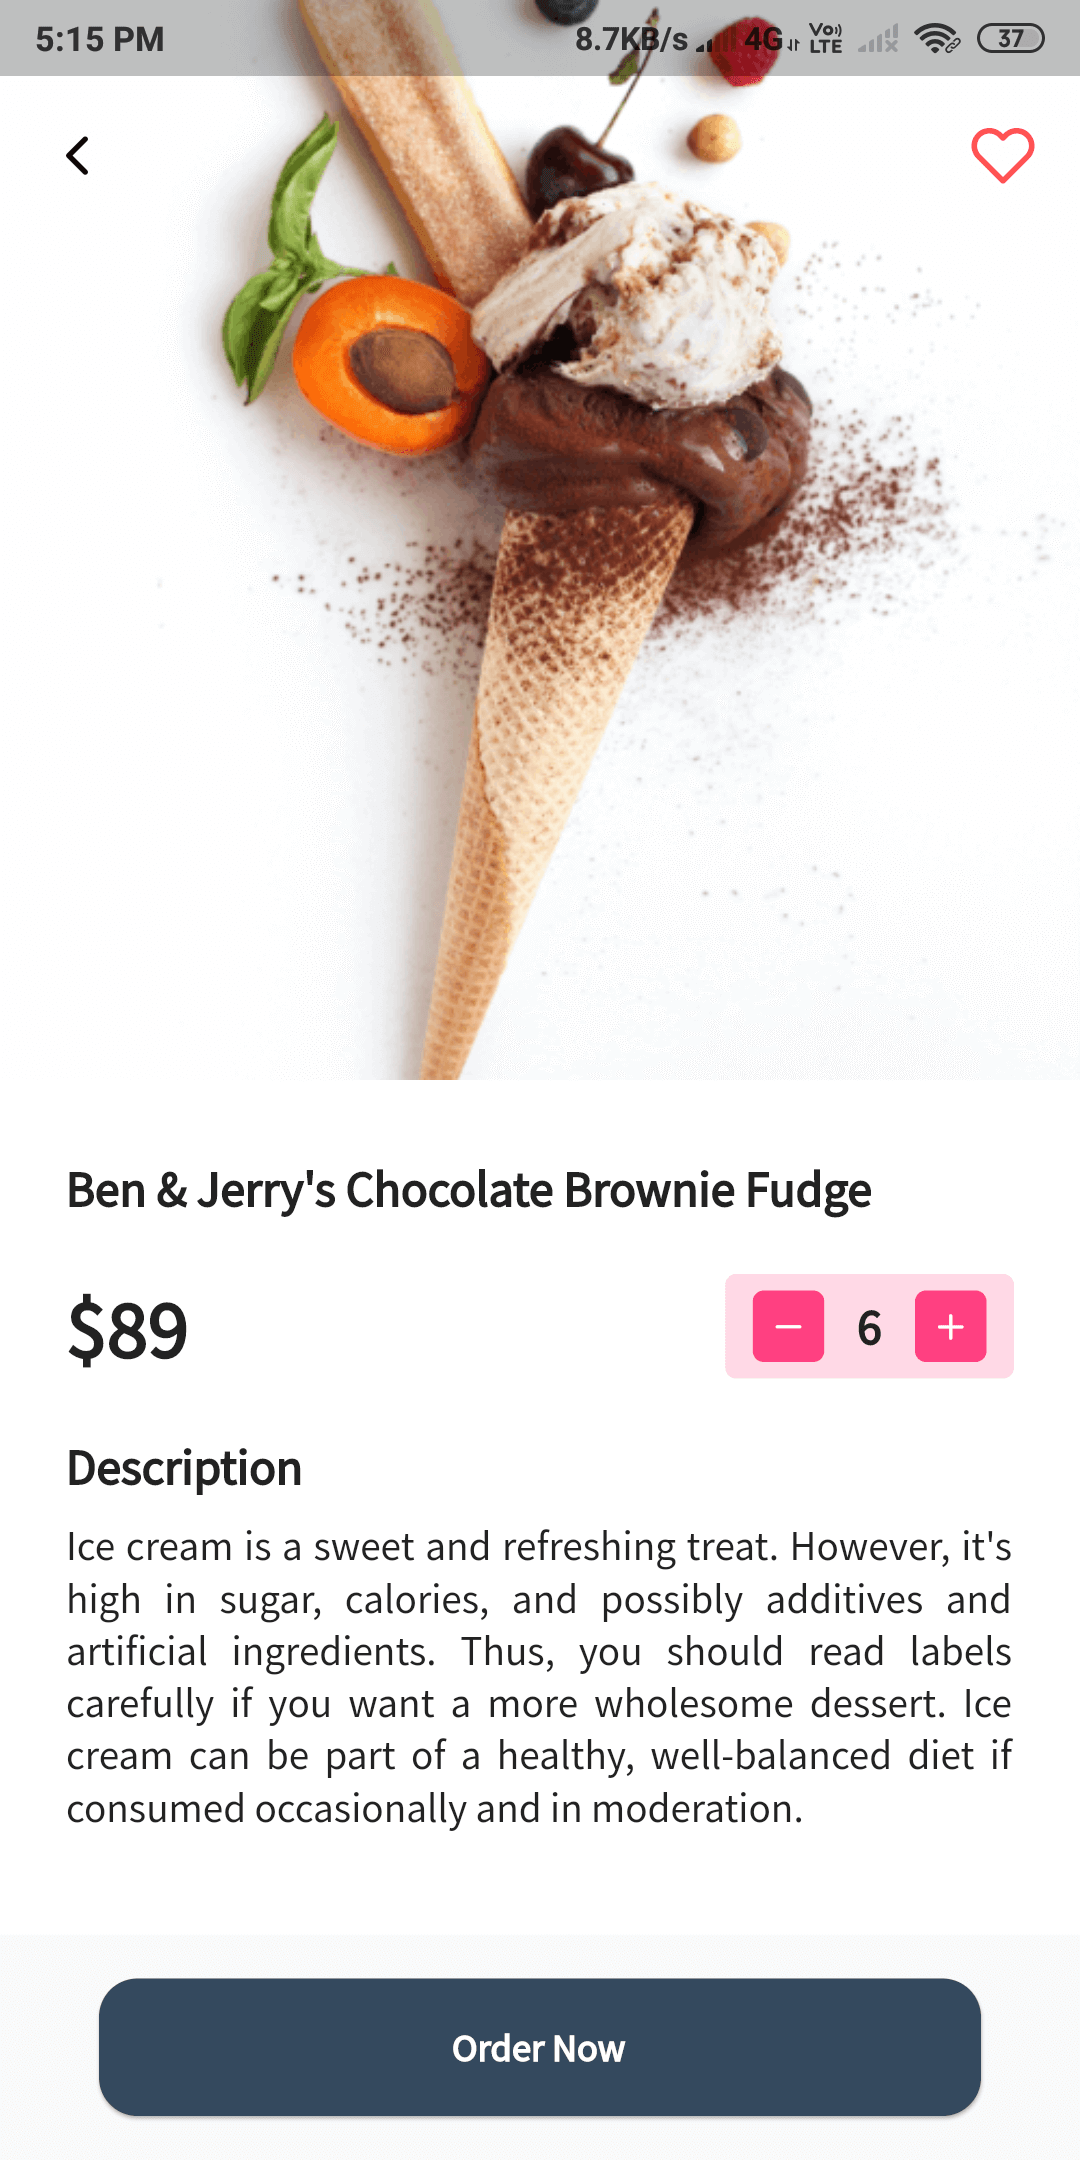 5:15 PM 8.7KB/s 4G Vo) LTE 37
Ben & Jerry's Chocolate Brownie Fudge
$89
− 6 +
Description
Ice cream is a sweet and refreshing treat. However, it's
high in sugar, calories, and possibly additives and
artificial ingredients. Thus, you should read labels
carefully if you want a more wholesome dessert. Ice
cream can be part of a healthy, well-balanced diet if
consumed occasionally and in moderation.
Order Now